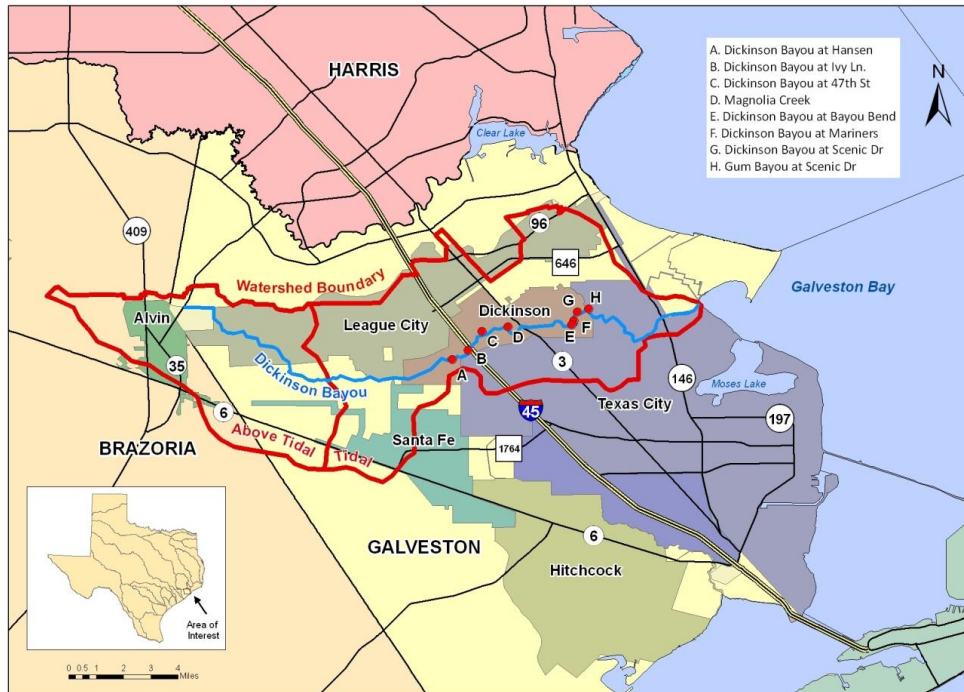 HARRIS
A. Dickinson Bayou at Hansen
B. Dickinson Bayou at Ivy Ln.
C. Dickinson Bayou at 47th St
D. Magnolia Creek
E. Dickinson Bayou at Bayou Bend
F. Dickinson Bayou at Mariners
G. Dickinson Bayou at Scenic Dr
H. Gum Bayou at Scenic Dr
N
Clear Lake
409
96
646
Watershed Boundary
Galveston Bay
Alvin
League City
Dickinson
G
H
F
E
D
C
B
A
35
Dickinson Bayou
3
146
Moses Lake
6
45
Texas City
197
BRAZORIA
Above Tidal
Tidal
Santa Fe
1764
GALVESTON
6
Hitchcock
Area of
Interest
0 0.5 1 2 3 4
Miles